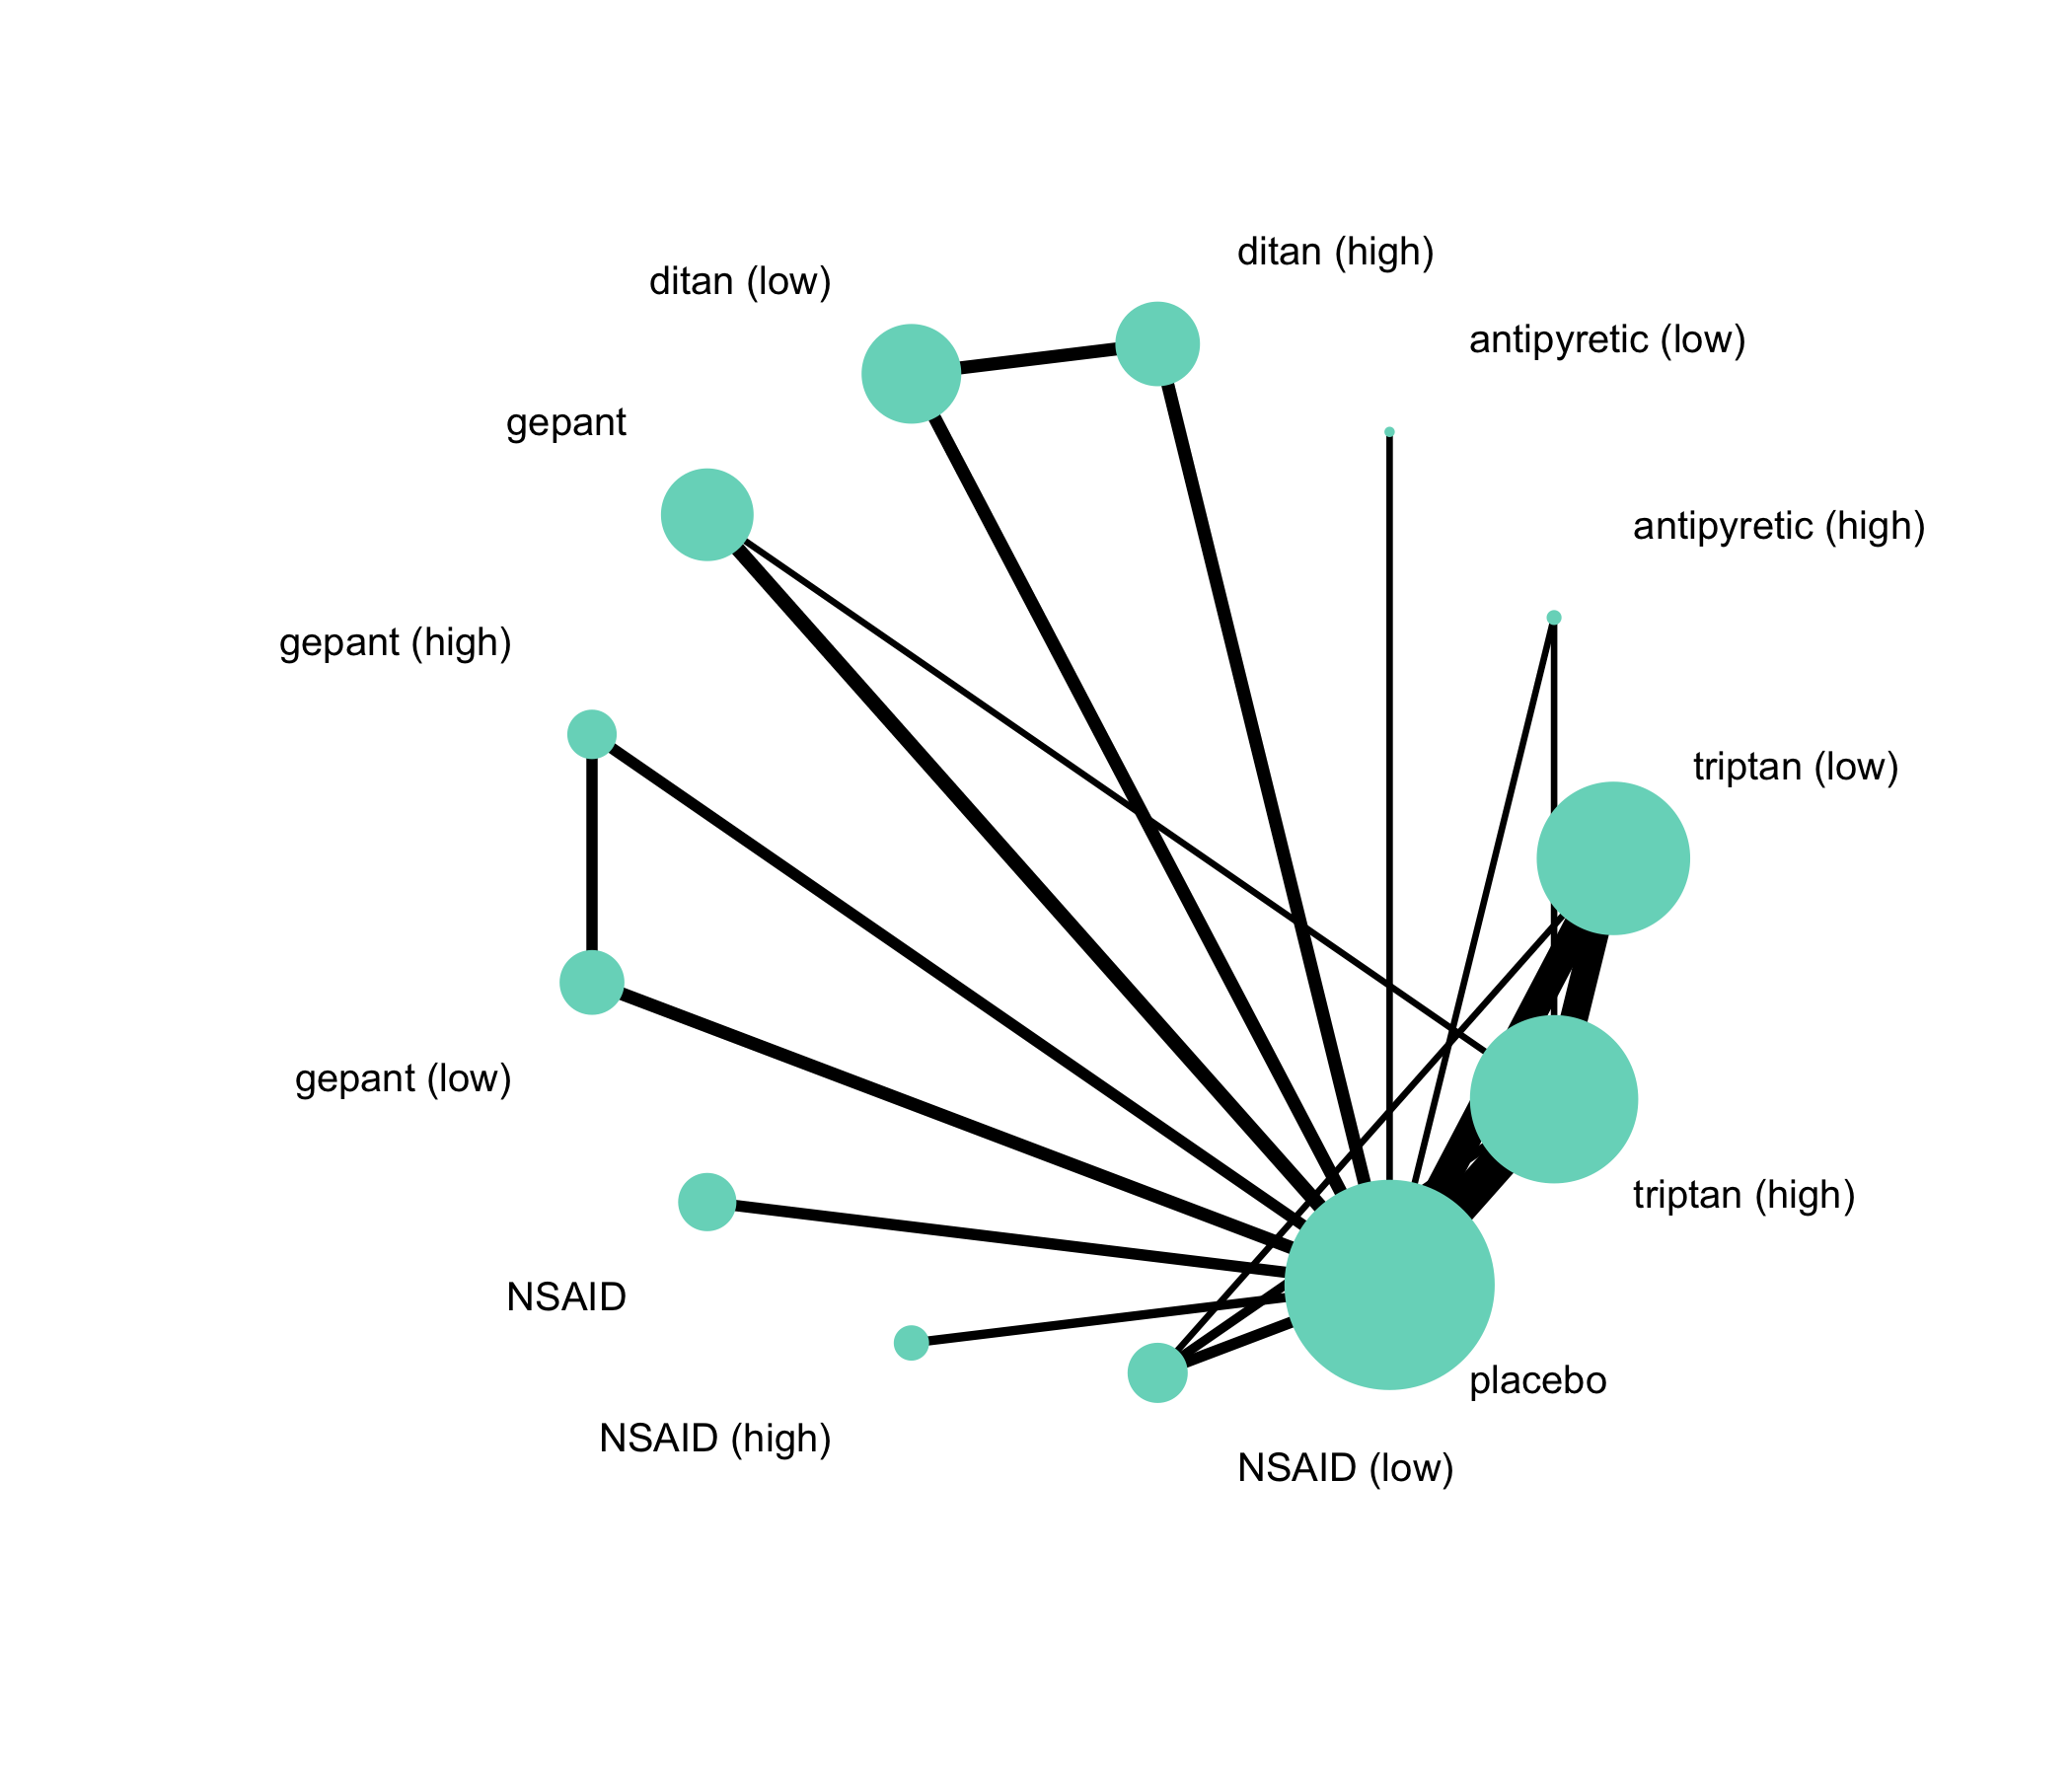 ditan (high)
ditan (low)
antipyretic (low)
gepant
antipyretic (high)
gepant (high)
triptan (low)
gepant (low)
triptan (high)
NSAID
placebo
NSAID (high)
NSAID (low)